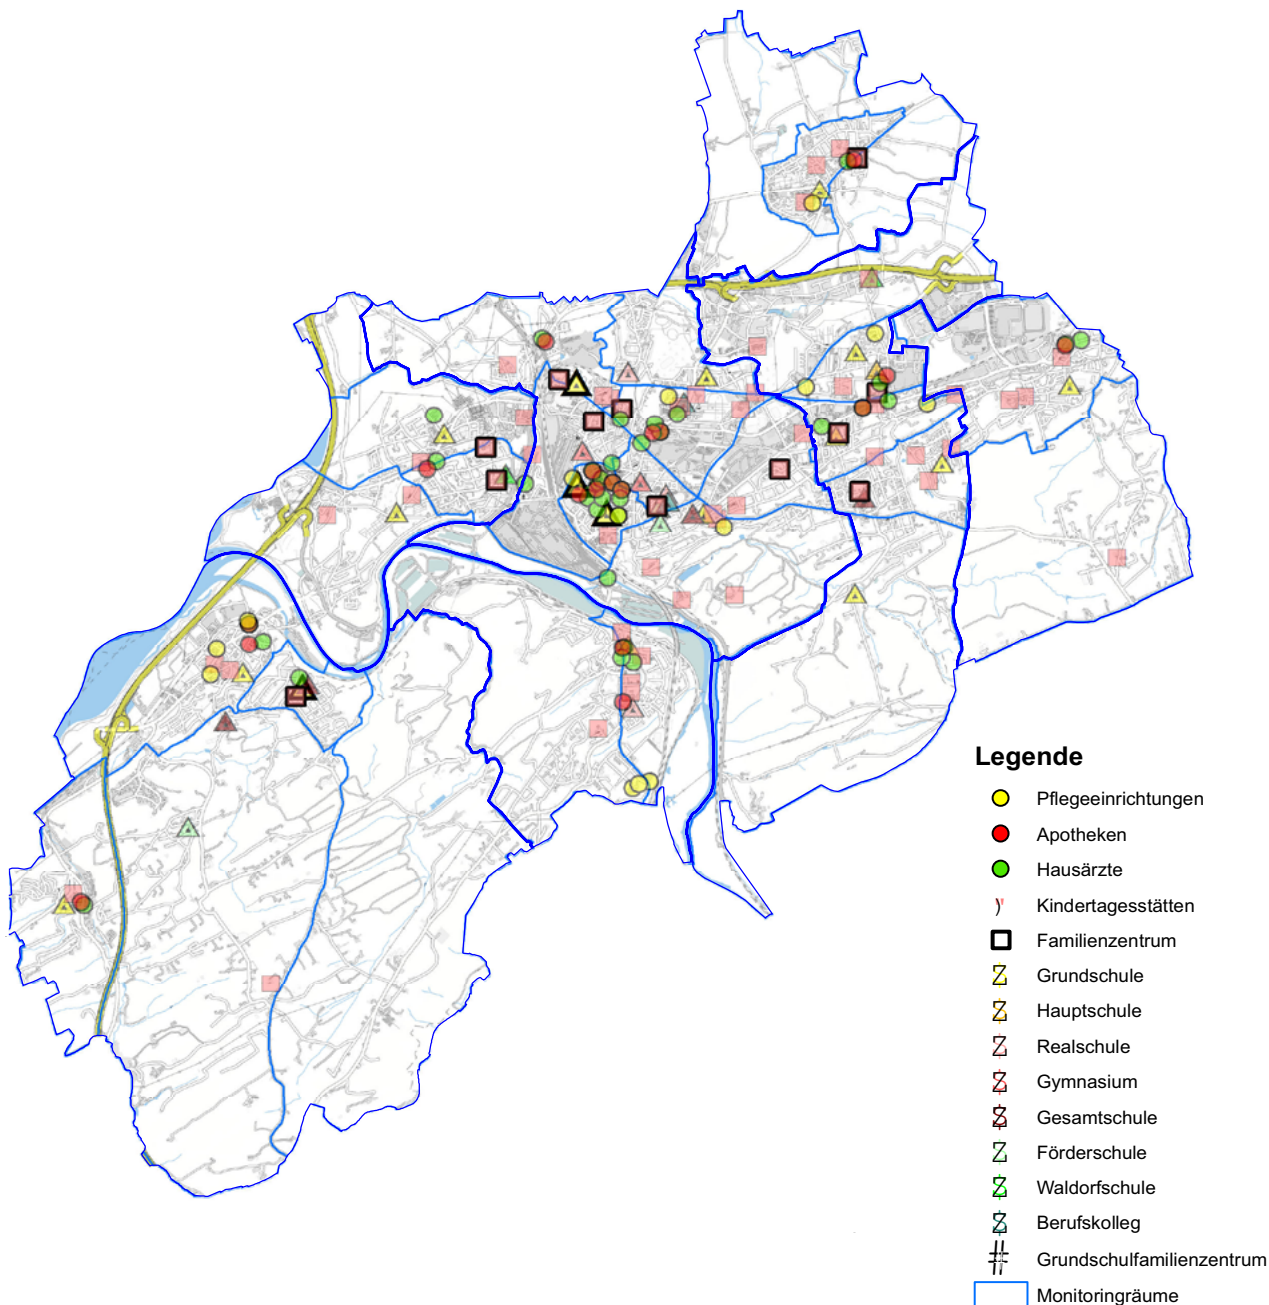 Legende
Pflegeeinrichtungen
Apotheken
Hausärzte
Kindertagesstätten
Familienzentrum
Grundschule
Hauptschule
Realschule
Gymnasium
Gesamtschule
Förderschule
Waldorfschule
Berufskolleg
Grundschulfamilienzentrum
Monitoringräume